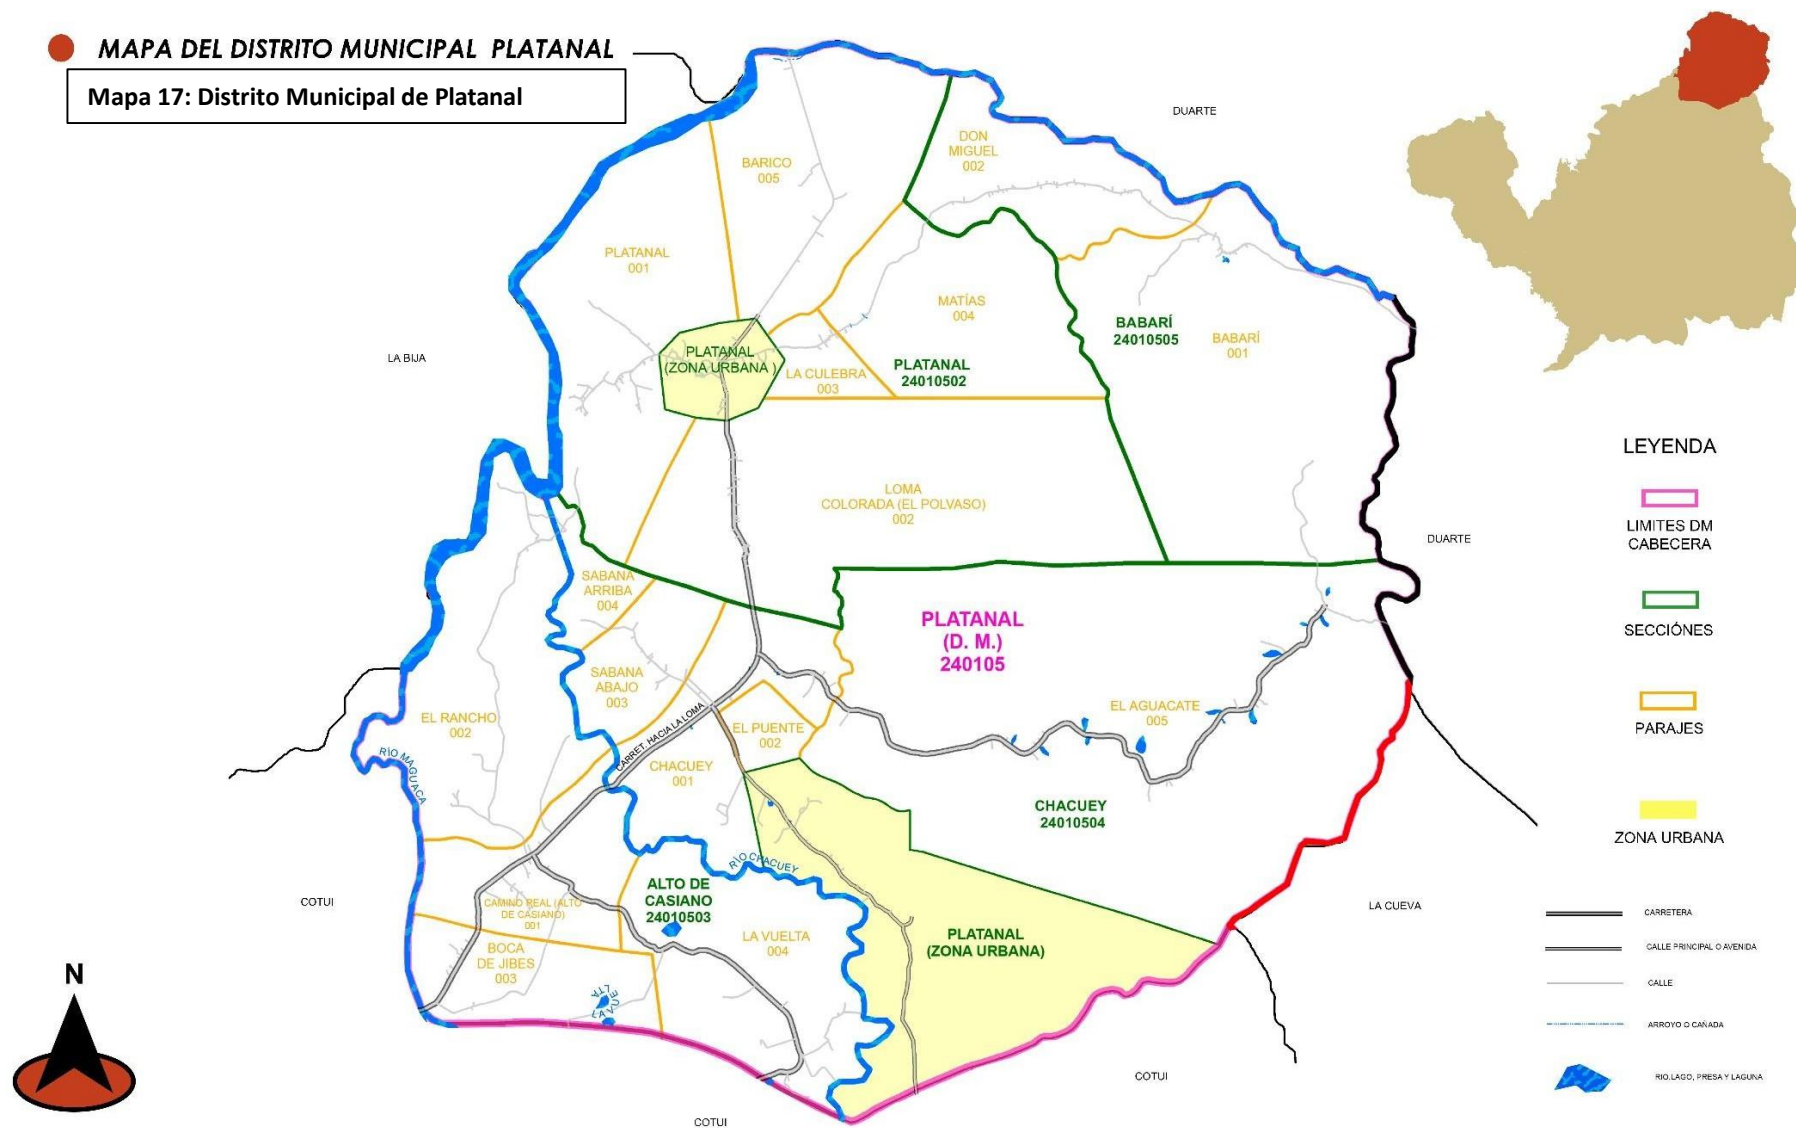 MAPA DEL DISTRITO MUNICIPAL PLATANAL
Mapa 17: Distrito Municipal de Platanal
DUARTE
DON
MIGUEL
002
BARICO
005
PLATANAL
001
MATÍAS
004
BABARÍ
24010505
BABARÍ
001
LA BIJA
PLATANAL
(ZONA URBANA )
LA CULEBRA
003
PLATANAL
24010502
LOMA
COLORADA (EL POLVASO)
002
DUARTE
SABANA
ARRIBA
004
PLATANAL
(D. M.)
240105
SABANA
ABAJO
003
EL RANCHO
002
EL PUENTE
002
EL AGUACATE
005
CARRET. HACIA LA LOMA
RÍO MAGUACA
CHACUEY
001
CHACUEY
24010504
RÍO CHACUEY
COTUI
ALTO DE
CASIANO
24010503
CAMINO REAL (ALTO
DE CASIANO)
001
LA CUEVA
BOCA
DE JIBES
003
LA VUELTA
004
PLATANAL
(ZONA URBANA)
LA VUELTA
COTUI
COTUI
N
LEYENDA
LIMITES DM
CABECERA
SECCIÓNES
PARAJES
ZONA URBANA
CARRETERA
CALLE PRINCIPAL O AVENIDA
CALLE
ARROYO O CAÑADA
RIO,LAGO, PRESA Y LAGUNA